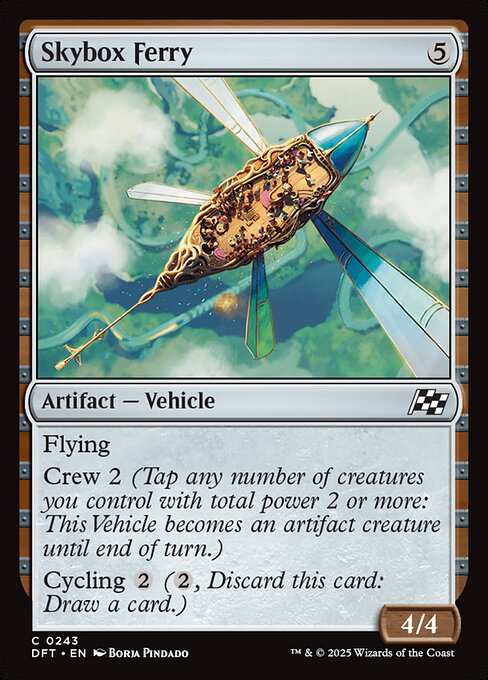 Skybox Ferry 5
Artifact — Vehicle
Flying
Crew 2 (Tap any number of creatures
you control with total power 2 or more:
This Vehicle becomes an artifact creature
until end of turn.)
Cycling 2 (2, Discard this card:
Draw a card.)
4/4
C 0243
DFT • EN Borja Pindado
™ & © 2025 Wizards of the Coast